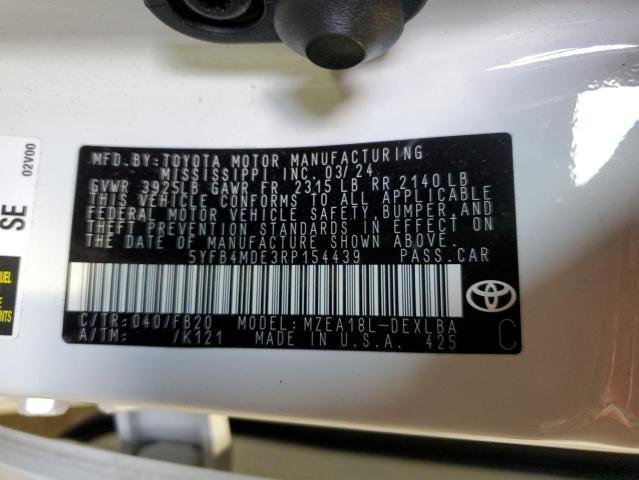 MFD.BY:TOYOTA MOTOR MANUFACTURING
MISSISSIPPI INC. 03/24
GVWR 3925LB GAWR FR 2315 LB RR 2140LB
THIS VEHICLE CONFORMS TO ALL APPLICABLE
FEDERAL MOTOR VEHICLE SAFETY, BUMPER, AND
THEFT PREVENTION STANDARDS IN EFFECT ON
THE DATE OF MANUFACTURE SHOWN ABOVE.
5YFB4MDE3RP154439 PASS.CAR
C/TR:040/FB20 MODEL:MZEA18L-DEXLBA
A/TM: /K121 MADE IN U.S.A. 425
C
TOYOTA
02V00
SE